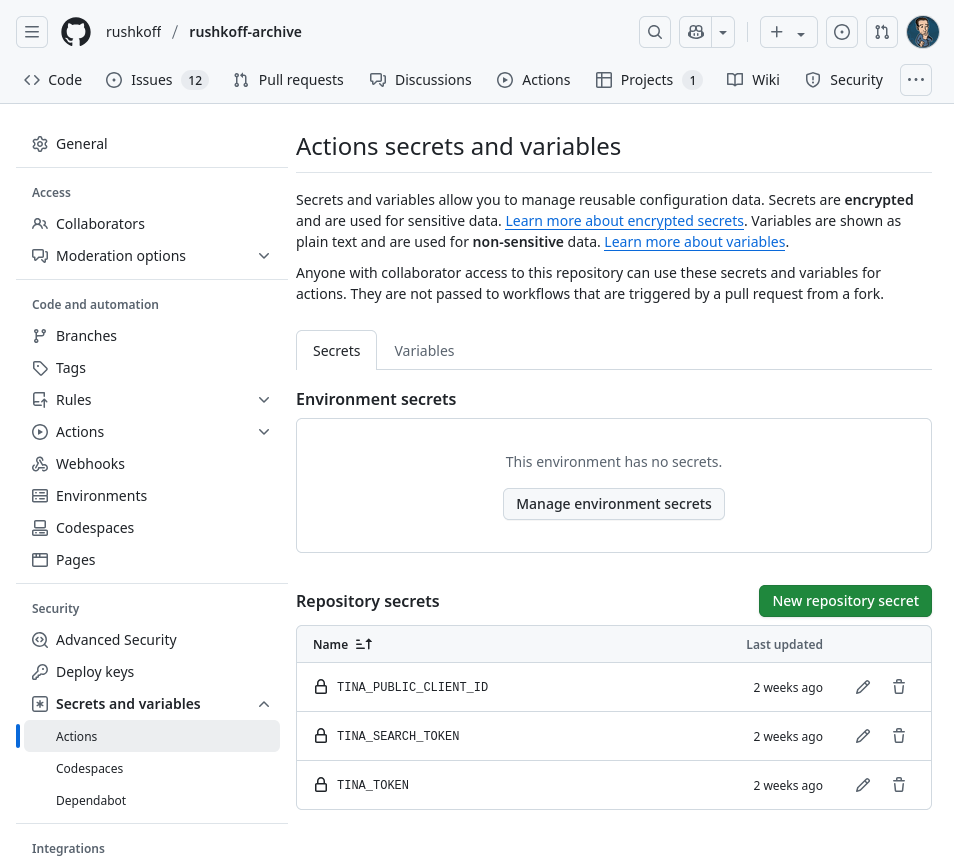 rushkoff / rushkoff-archive
Code Issues 12 Pull requests Discussions Actions Projects 1 Wiki Security
General
Access
Collaborators
Moderation options
Code and automation
Branches
Tags
Rules
Actions
Webhooks
Environments
Codespaces
Pages
Security
Advanced Security
Deploy keys
Secrets and variables
Actions
Codespaces
Dependabot
Integrations
Actions secrets and variables
Secrets and variables allow you to manage reusable configuration data. Secrets are encrypted
and are used for sensitive data. Learn more about encrypted secrets. Variables are shown as
plain text and are used for non-sensitive data. Learn more about variables.
Anyone with collaborator access to this repository can use these secrets and variables for
actions. They are not passed to workflows that are triggered by a pull request from a fork.
Secrets Variables
Environment secrets
This environment has no secrets.
Manage environment secrets
Repository secrets New repository secret
Name Last updated
TINA_PUBLIC_CLIENT_ID 2 weeks ago
TINA_SEARCH_TOKEN 2 weeks ago
TINA_TOKEN 2 weeks ago